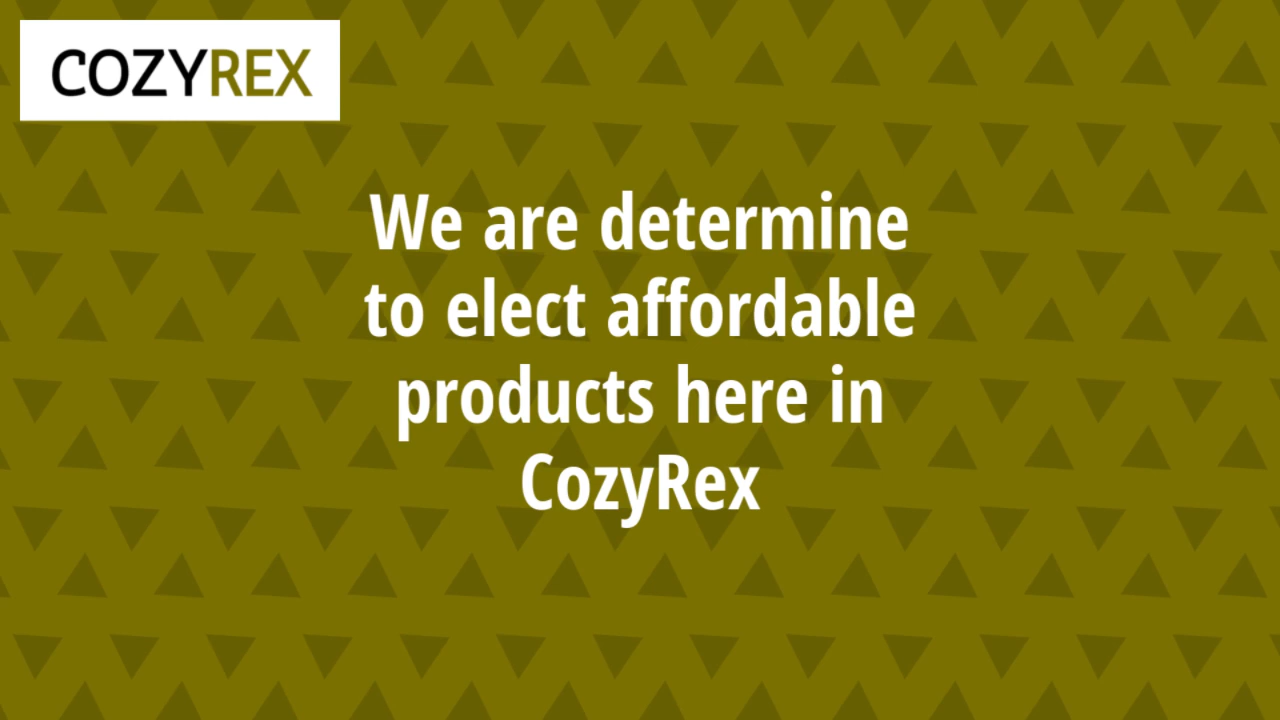 COZYREX
We are determine
to elect affordable
products here in
CozyRex